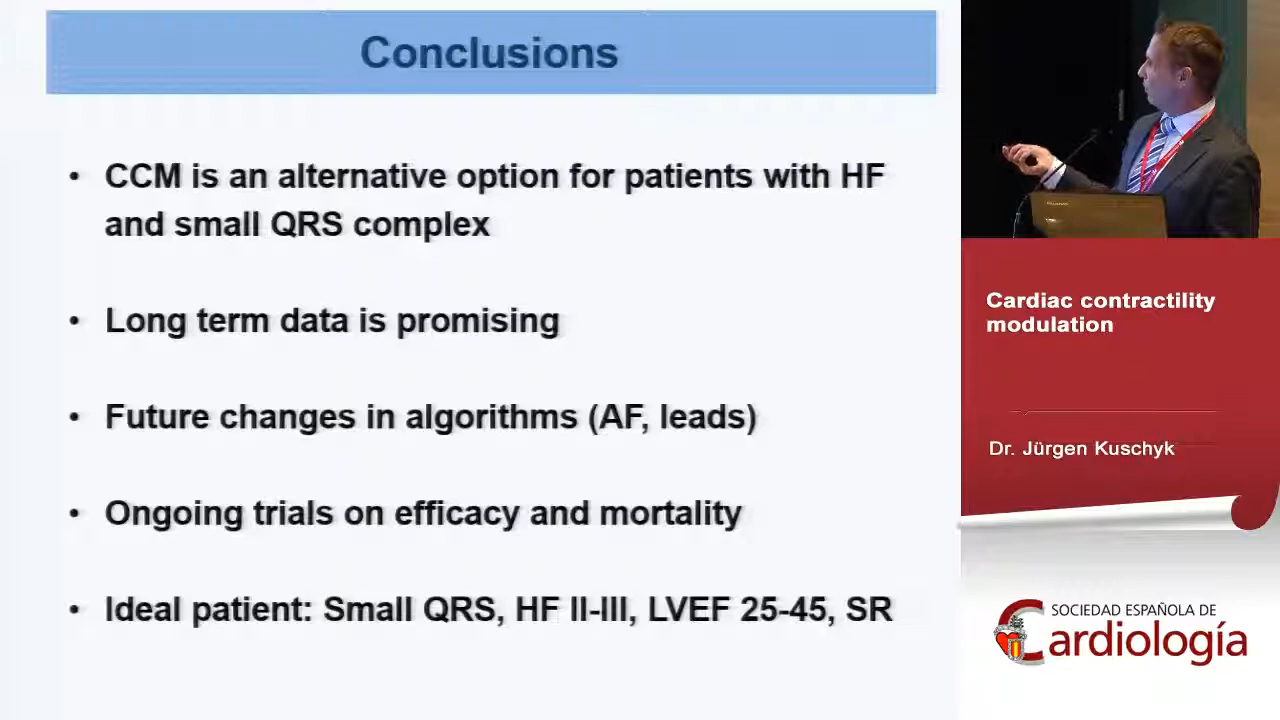 Conclusions
• CCM is an alternative option for patients with HF
and small QRS complex
• Long term data is promising
• Future changes in algorithms (AF, leads)
• Ongoing trials on efficacy and mortality
• Ideal patient: Small QRS, HF II-III, LVEF 25-45, SR
Cardiac contractility
modulation
Dr. Jürgen Kuschyk
SOCIEDAD ESPAÑOLA DE
Cardiología